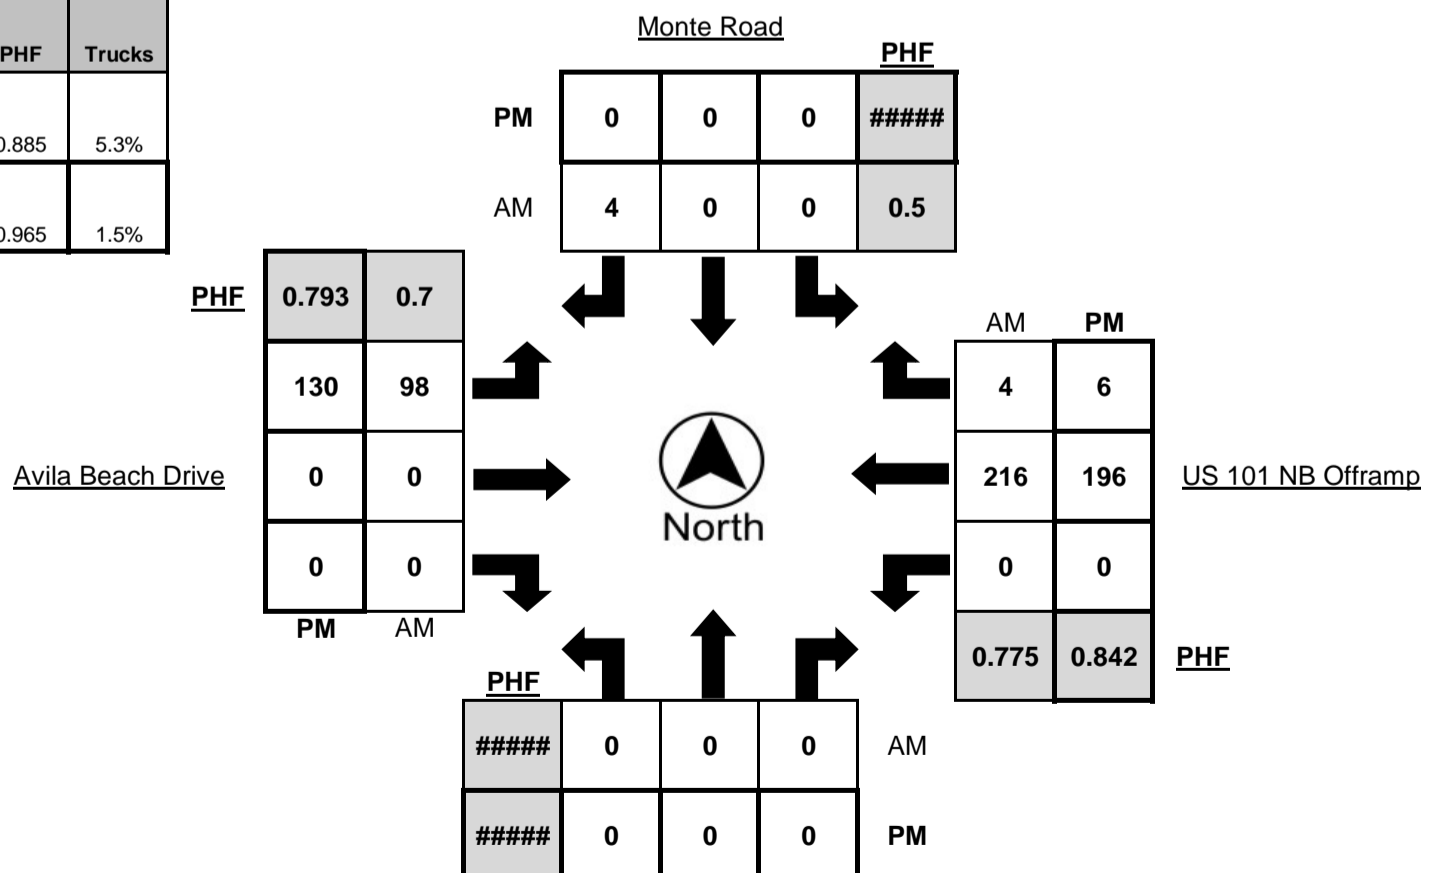 Monte Road
PHF
PHF Trucks
PM 0 0 0 #####
0.885 5.3%
AM 4 0 0 0.5
0.965 1.5%
PHF 0.793 0.7
AM PM
130 98
4 6
Avila Beach Drive 0 0
216 196 US 101 NB Offramp
North
0 0
0 0
PM AM
0.775 0.842 PHF
PHF
##### 0 0 0 AM
##### 0 0 0 PM